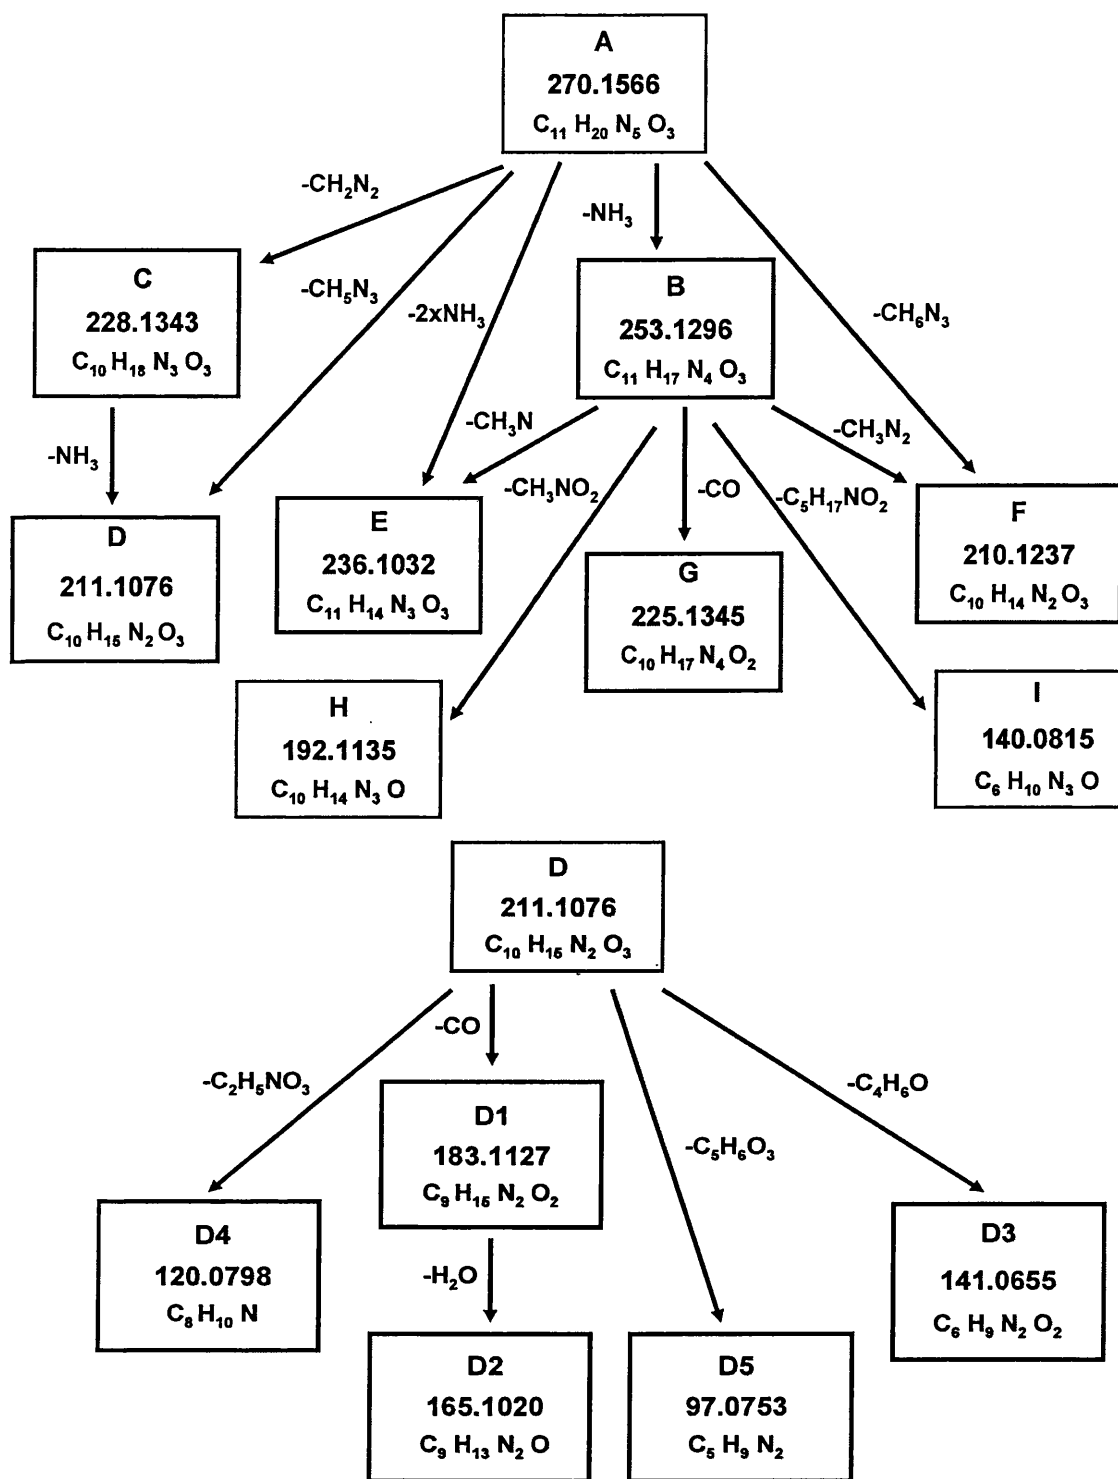 A
270.1566
C₁₁ H₂₀ N₅ O₃
-CH₂N₂
-NH₃
C
228.1343
C₁₀ H₁₈ N₃ O₃
-CH₅N₃
-2xNH₃
B
253.1296
C₁₁ H₁₇ N₄ O₃
-CH₆N₃
-NH₃
-CH₃N
-CH₃NO₂
-CO
-C₅H₁₇NO₂
-CH₃N₂
D
211.1076
C₁₀ H₁₅ N₂ O₃
E
236.1032
C₁₁ H₁₄ N₃ O₃
G
225.1345
C₁₀ H₁₇ N₄ O₂
F
210.1237
C₁₀ H₁₄ N₂ O₃
H
192.1135
C₁₀ H₁₄ N₃ O
I
140.0815
C₆ H₁₀ N₃ O
D
211.1076
C₁₀ H₁₅ N₂ O₃
-C₂H₅NO₃
-CO
-C₅H₆O₃
-C₄H₆O
D1
183.1127
C₉ H₁₅ N₂ O₂
D4
120.0798
C₈ H₁₀ N
-H₂O
D3
141.0655
C₆ H₉ N₂ O₂
D2
165.1020
C₉ H₁₃ N₂ O
D5
97.0753
C₅ H₉ N₂